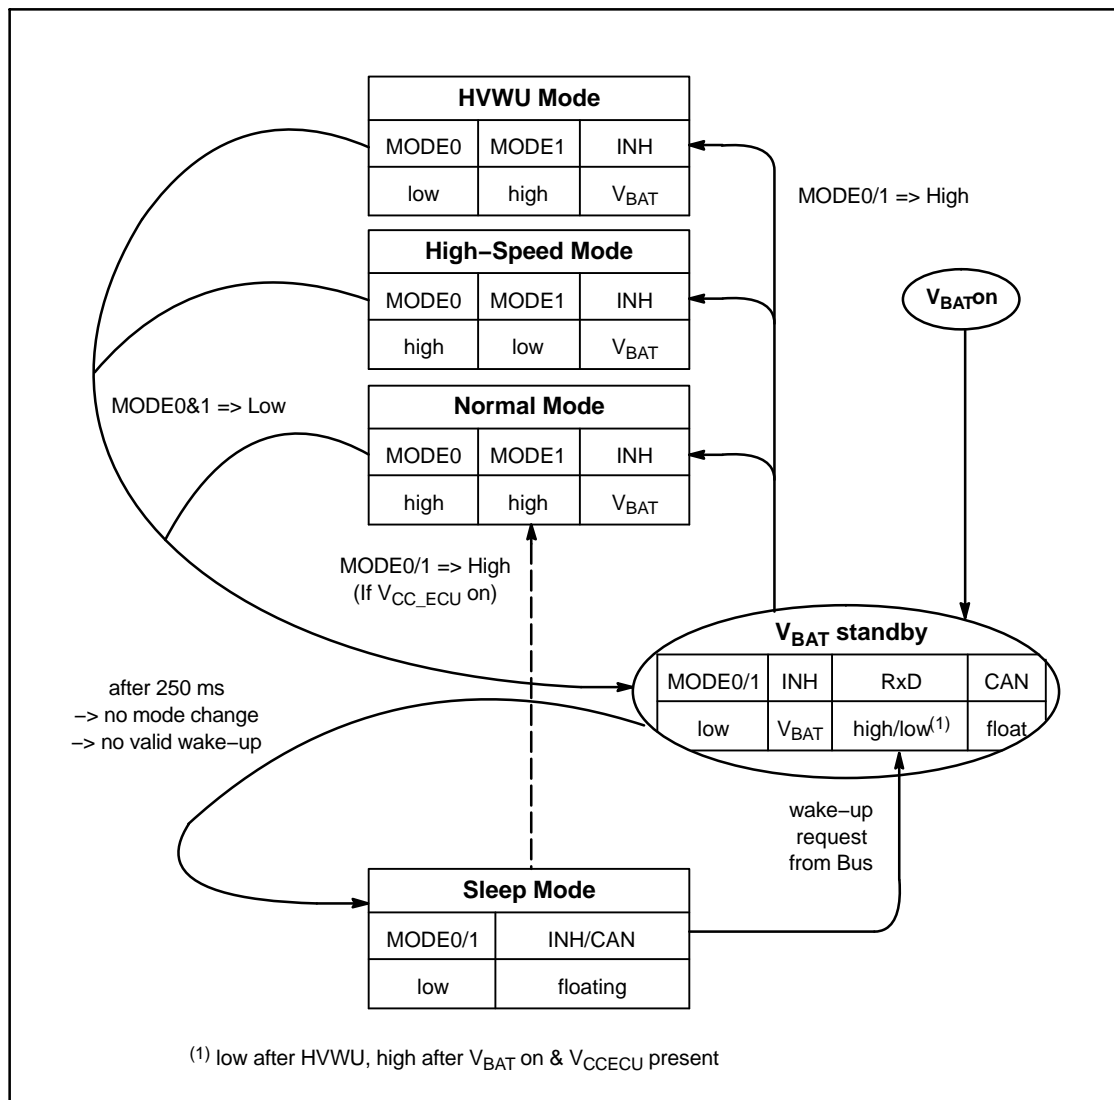 HVWU Mode
MODE0 MODE1 INH
low high VBAT
MODE0/1 => High
High−Speed Mode
MODE0 MODE1 INH
high low VBAT
VBATon
MODE0&1 => Low
Normal Mode
MODE0 MODE1 INH
high high VBAT
MODE0/1 => High
(If VCC_ECU on)
VBAT standby
MODE0/1 INH RxD CAN
low VBAT high/low(1) float
after 250 ms
−> no mode change
−> no valid wake−up
wake−up
request
from Bus
Sleep Mode
MODE0/1 INH/CAN
low floating
(1) low after HVWU, high after VBAT on & VCCECU present